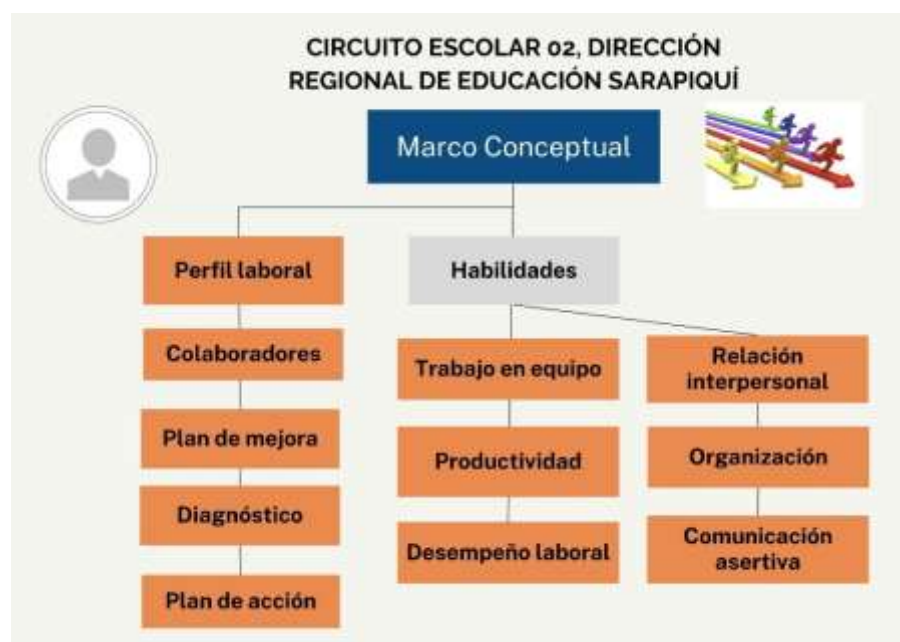 CIRCUITO ESCOLAR 02, DIRECCIÓN
REGIONAL DE EDUCACIÓN SARAPIQUÍ
Marco Conceptual
Perfil laboral
Colaboradores
Plan de mejora
Diagnóstico
Plan de acción
Habilidades
Trabajo en equipo
Productividad
Desempeño laboral
Relación
interpersonal
Organización
Comunicación
asertiva